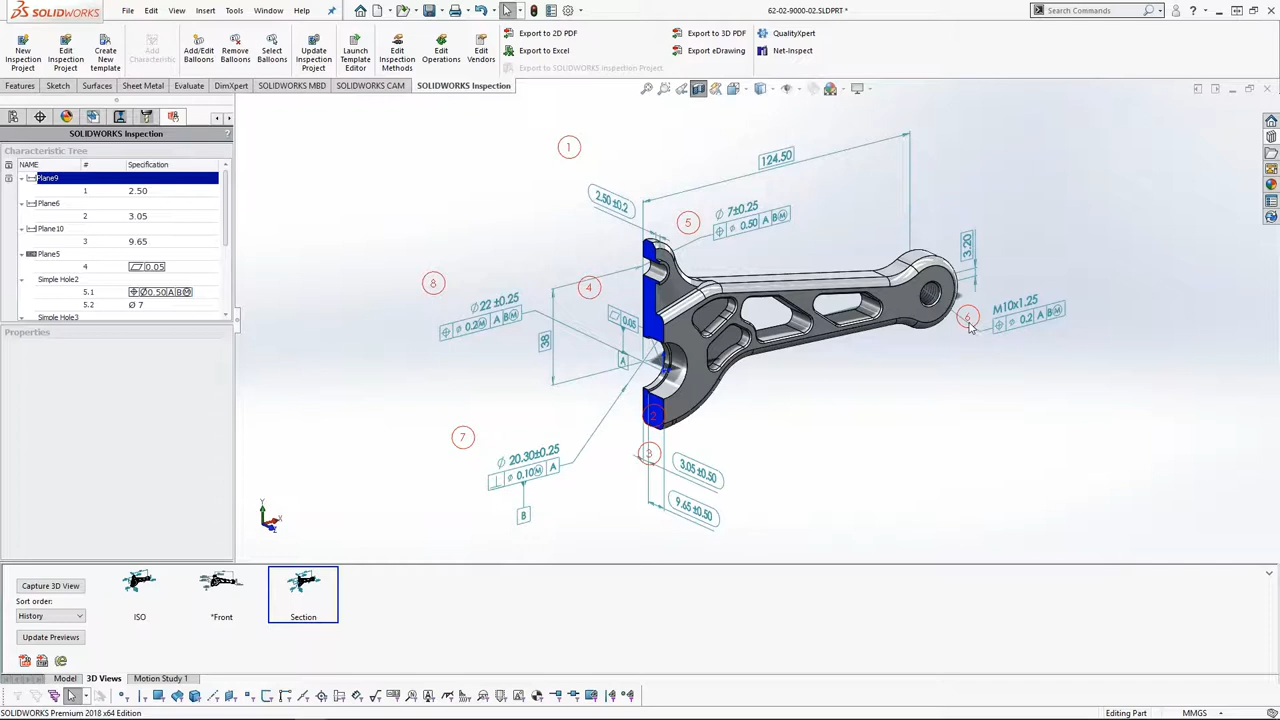 SOLIDWORKS
File Edit View Insert Tools Window Help
62-02-9000-02.SLDPRT *
Search Commands
New Inspection Project
Edit Inspection Project
Create New template
Add Characteristic
Add/Edit Balloons
Remove Balloons
Select Balloons
Update Inspection Project
Launch Template Editor
Edit Inspection Methods
Edit Operations
Edit Vendors
Export to 2D PDF
Export to Excel
Export to SOLIDWORKS Inspection Project
Export to 3D PDF
Export eDrawing
QualityXpert
Net-Inspect
Features Sketch Surfaces Sheet Metal Evaluate DimXpert SOLIDWORKS MBD SOLIDWORKS CAM SOLIDWORKS Inspection
SOLIDWORKS Inspection
Characteristic Tree
NAME # Specification
Plane9
1 2.50
Plane6
2 3.05
Plane10
3 9.65
Plane5
4 0.05
Simple Hole2
5.1 Ø0.50 A BⓂ
5.2 Ø 7
Simple Hole3
Properties
1
124.50
2.50 ±0.2
5
Ø 7±0.25
Ø 0.50 A BⓂ
3.20
8
4
Ø22 ±0.25
Ø 0.2Ⓜ A BⓂ
0.05
A
38
6
M10x1.25
Ø 0.2 A BⓂ
2
7
3
Ø 20.30±0.25
Ø 0.10Ⓜ A
B
3.05±0.50
9.65±0.50
Y
X
Z
Capture 3D View
Sort order:
History
Update Previews
ISO
*Front
Section
Model 3D Views Motion Study 1
SOLIDWORKS Premium 2018 x64 Edition
Editing Part
MMGS